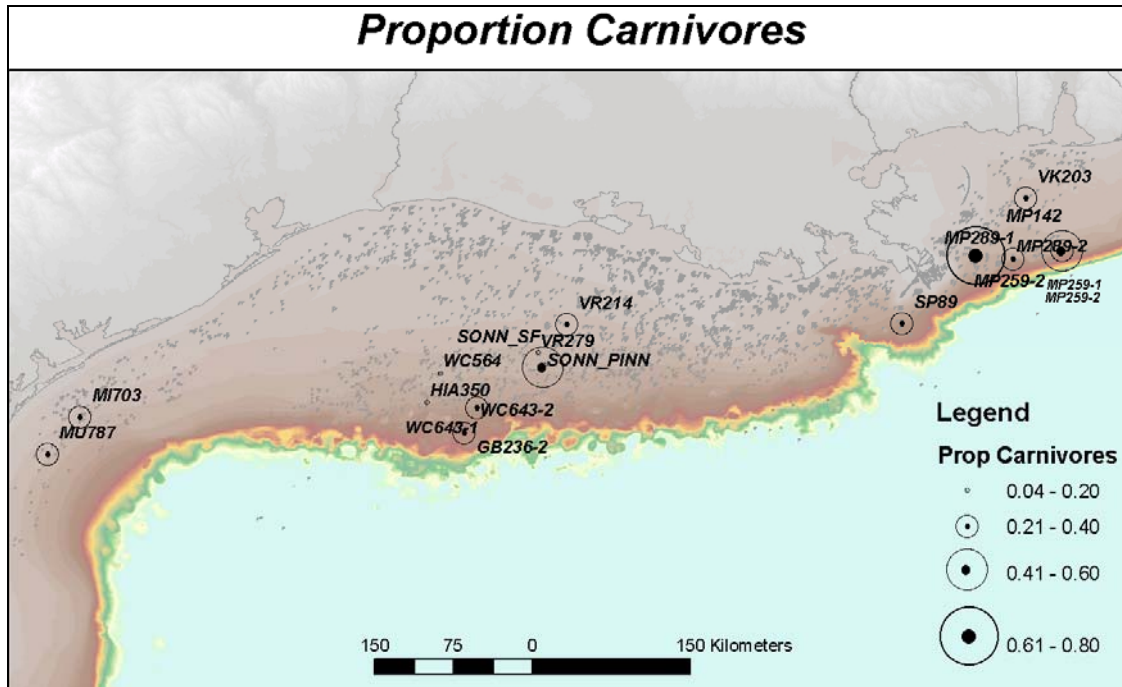 Proportion Carnivores
VK203
MP142
MP289-1
MP289-2
MP259-2
MP259-1
MP259-2
SP89
VR214
SONN_SF
VR279
WC564
SONN_PINN
HIA350
MI703
WC643-2
MU787
WC643-1
GB236-2
Legend
Prop Carnivores
0.04 - 0.20
0.21 - 0.40
0.41 - 0.60
0.61 - 0.80
150 75 0 150 Kilometers